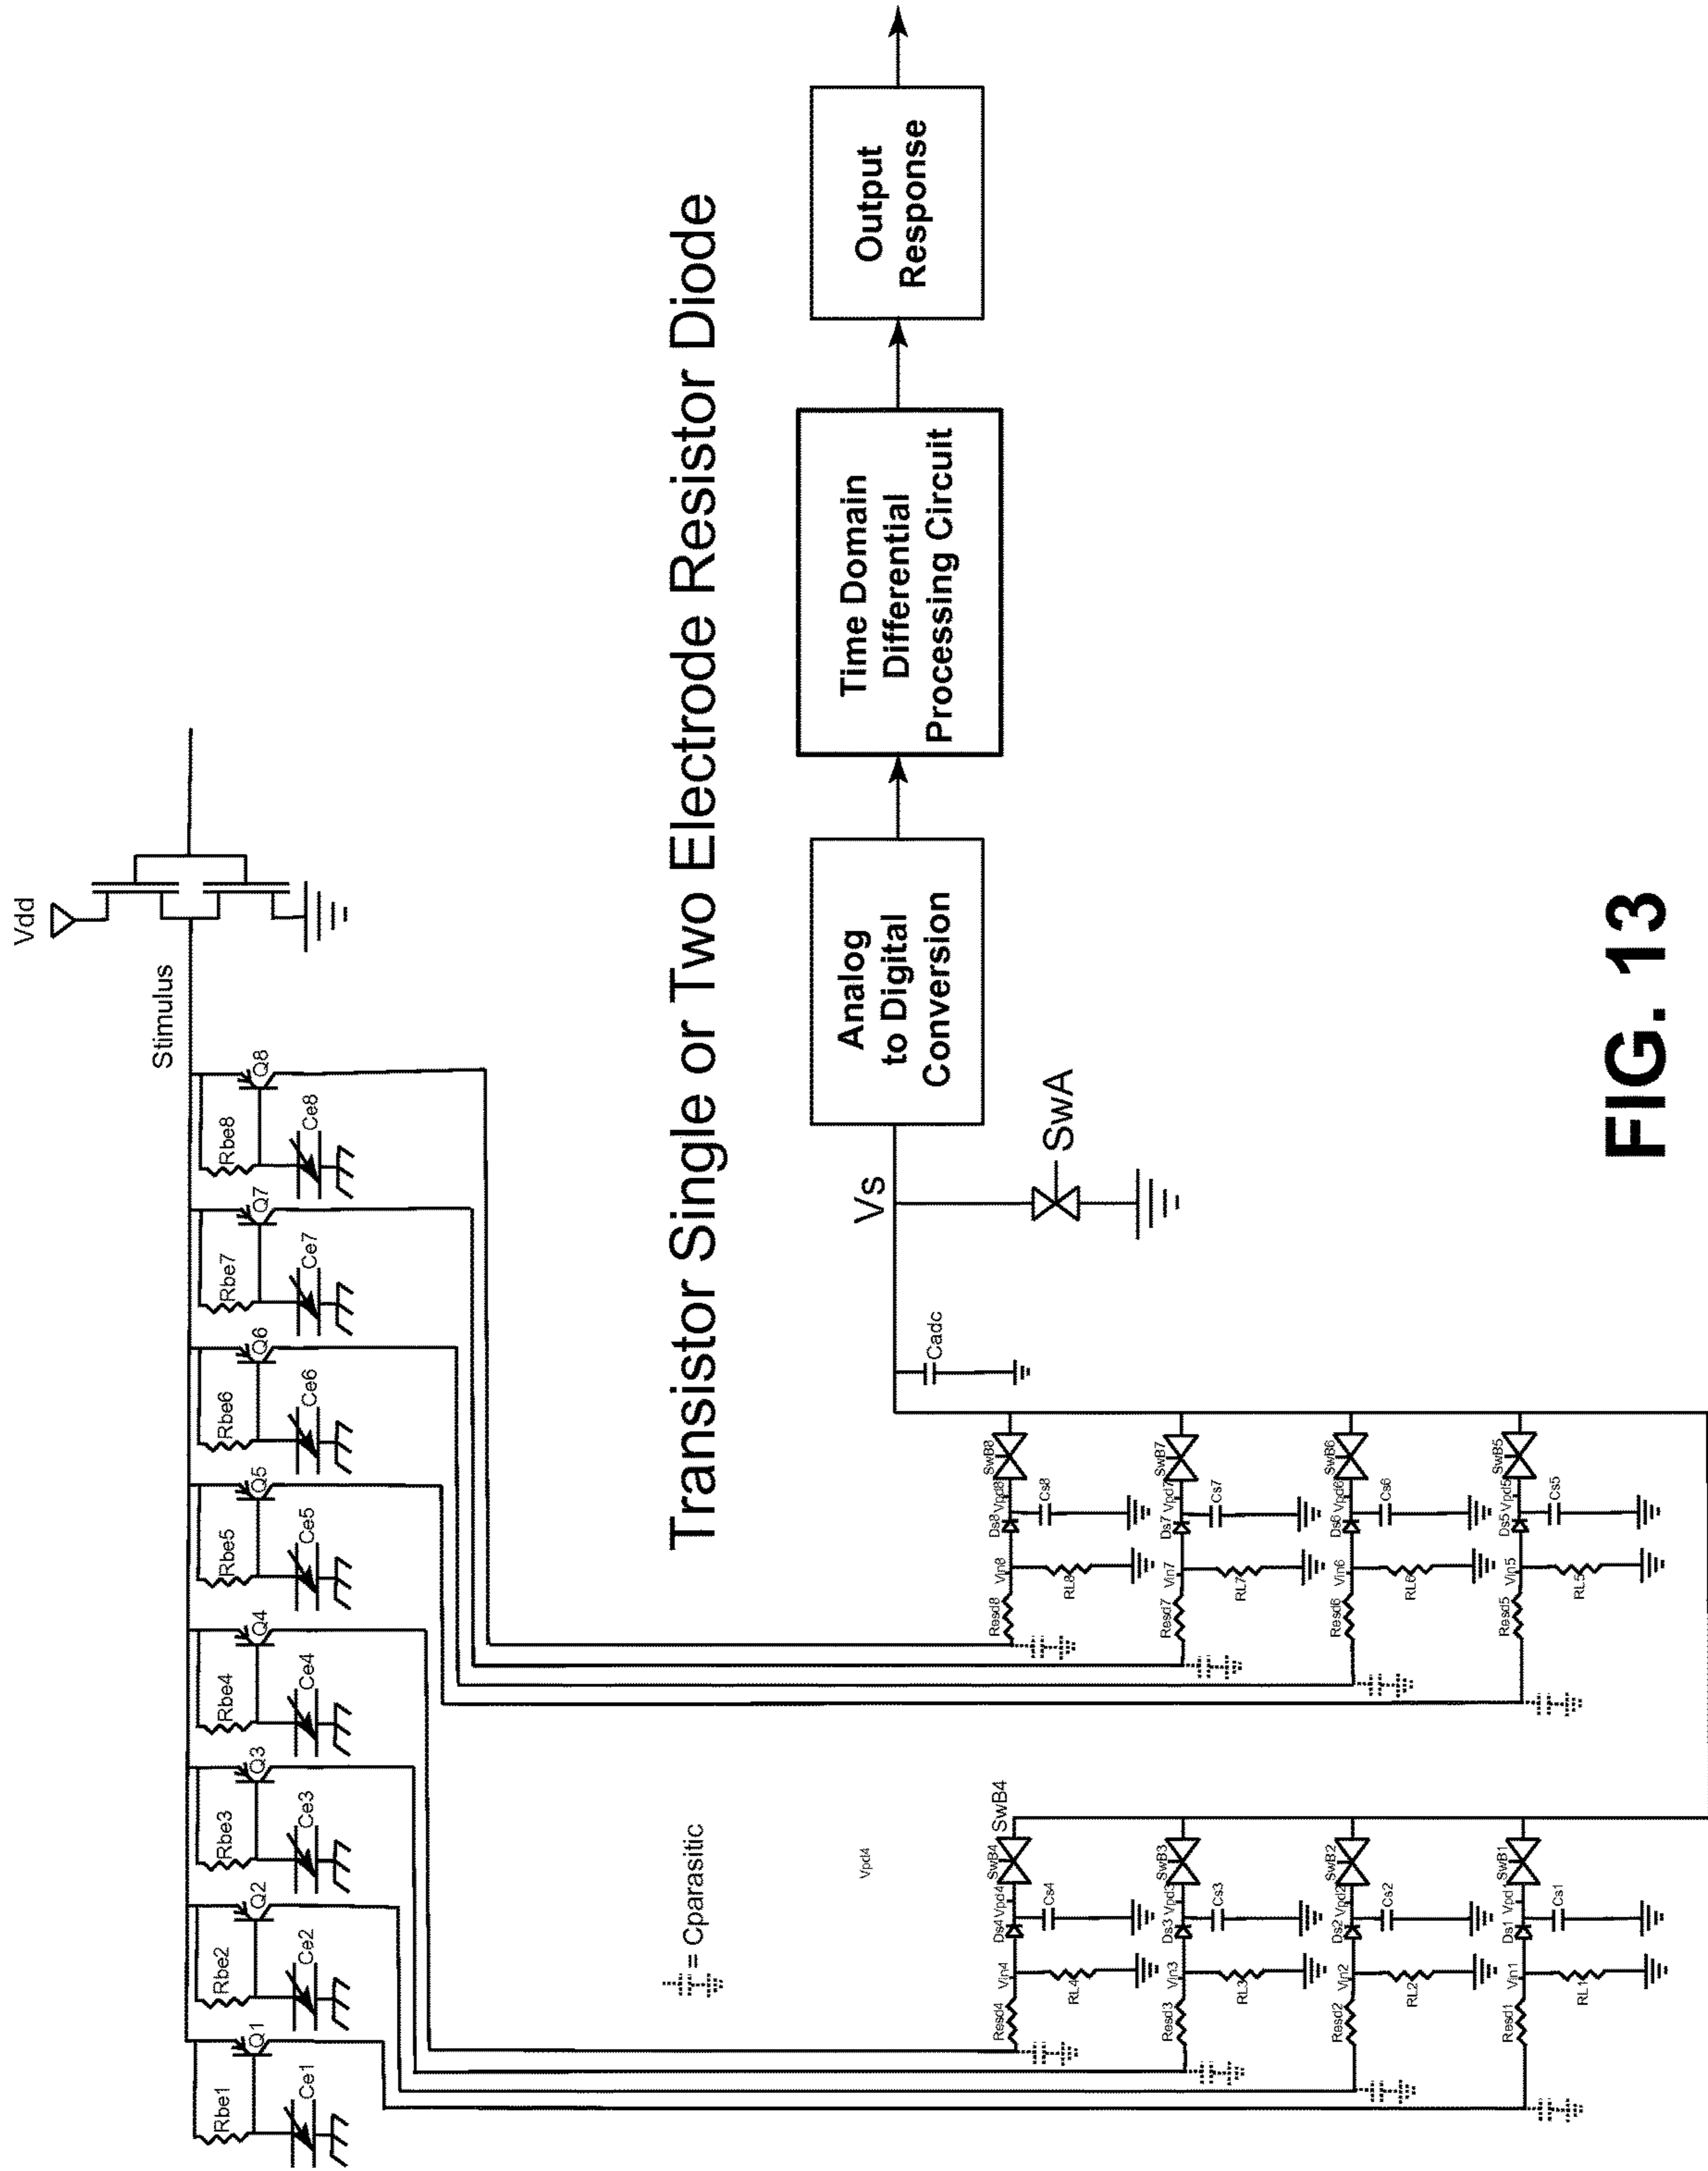 Vdd
Stimulus
Rbe1
Rbe2
Rbe3
Rbe4
Rbe5
Rbe6
Rbe7
Rbe8
Q1
Q2
Q3
Q4
Q5
Q6
Q7
Q8
Ce1
Ce2
Ce3
Ce4
Ce5
Ce6
Ce7
Ce8
Transistor Single or Two Electrode Resistor Diode
= Cparasitic
Vpd4
SwB4
Resd4
Vin4
RL4
Ds4
Vpd4
Cs4
SwB4
Resd3
Vin3
RL3
Ds3
Vpd3
Cs3
SwB3
Resd2
Vin2
RL2
Ds2
Vpd2
Cs2
SwB2
Resd1
Vin1
RL1
Ds1
Vpd1
Cs1
SwB1
Resd8
Vin8
RL8
Ds8
Vpd8
Cs8
SwB8
Resd7
Vin7
RL7
Ds7
Vpd7
Cs7
SwB7
Resd6
Vin6
RL6
Ds6
Vpd6
Cs6
SwB6
Resd5
Vin5
RL5
Ds5
Vpd5
Cs5
SwB5
Cadc
Vs
SwA
Analog
to Digital
Conversion
Time Domain
Differential
Processing Circuit
Output
Response
FIG. 13